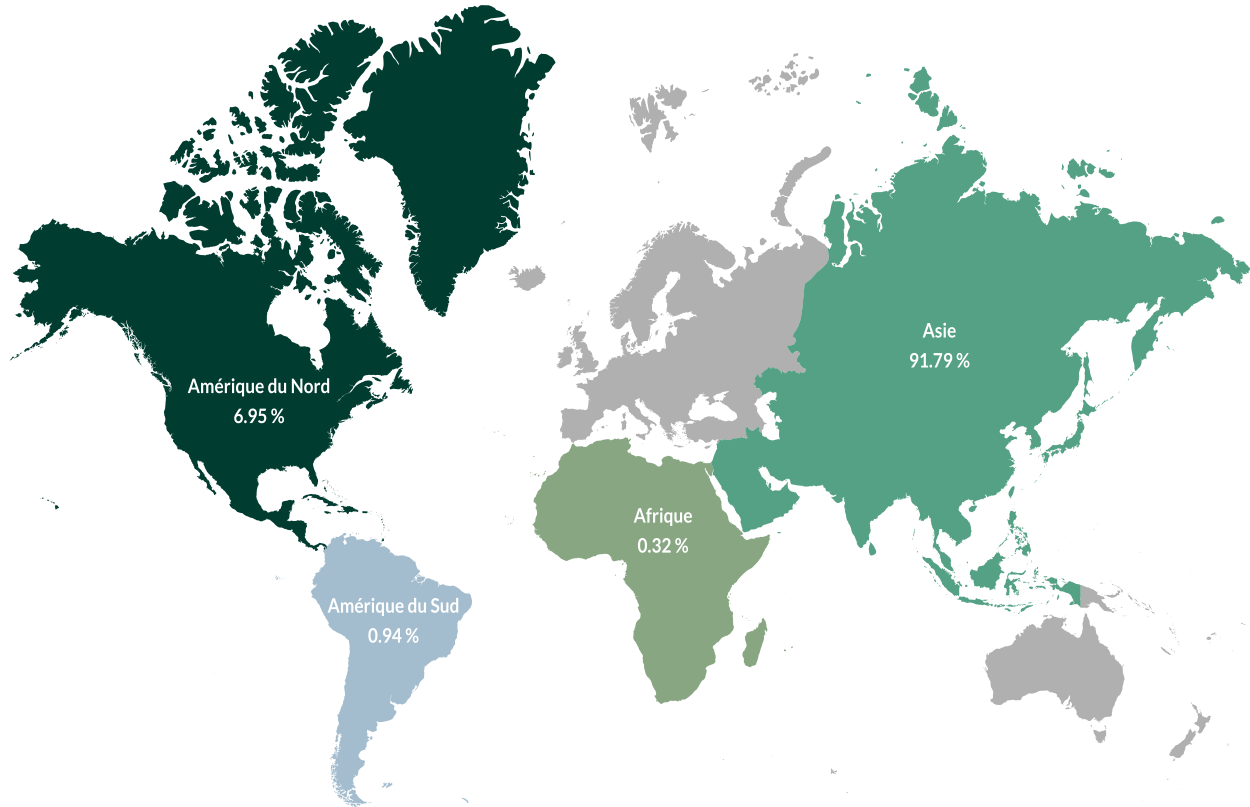 Asie
91.79 %
Amérique du Nord
6.95 %
Afrique
0.32 %
Amérique du Sud
0.94 %